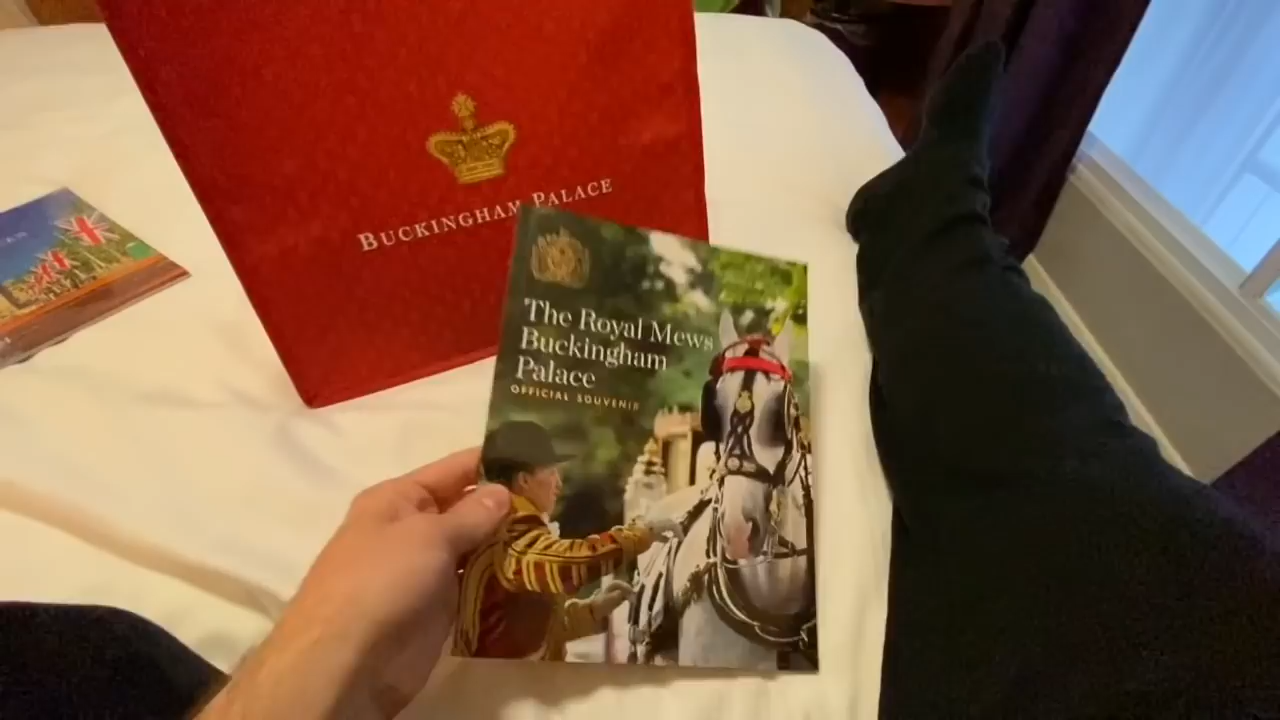 BUCKINGHAM PALACE
The Royal Mews
Buckingham
Palace
OFFICIAL SOUVENIR